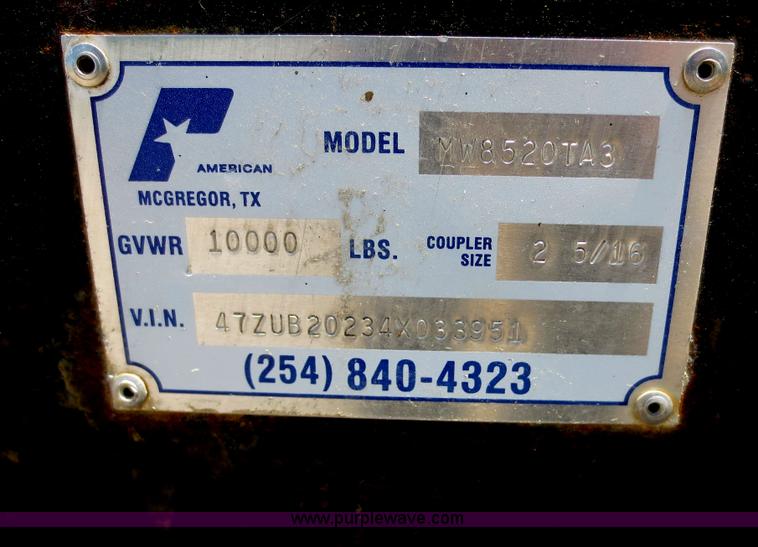 AMERICAN
MCGREGOR, TX
MODEL MW8520TA3
GVWR 10000 LBS. COUPLER SIZE 2 5/16
V.I.N. 47ZUB20234X033951
(254) 840-4323
www.purplewave.com